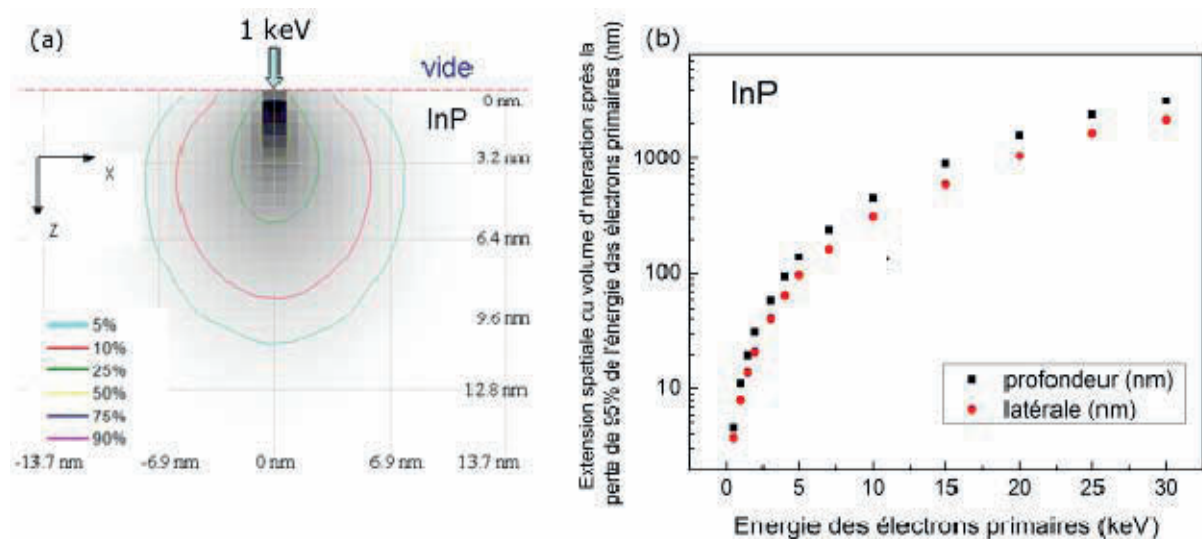 (a)
1 keV
vide
InP
0 nm
3.2 nm
6.4 nm
9.6 nm
12.8 nm
X
Z
5%
10%
25%
50%
75%
90%
-13.7 nm
-6.9 nm
0 nm
6.9 nm
13.7 nm
Extension spatiale cu volume d'interaction après la
perte de 95% de l'énergie des électrons primaires (nm)
(b)
InP
1000
100
10
profondeur (nm)
latérale (nm)
0
5
10
15
20
25
30
Energie des électrons primaires (keV)